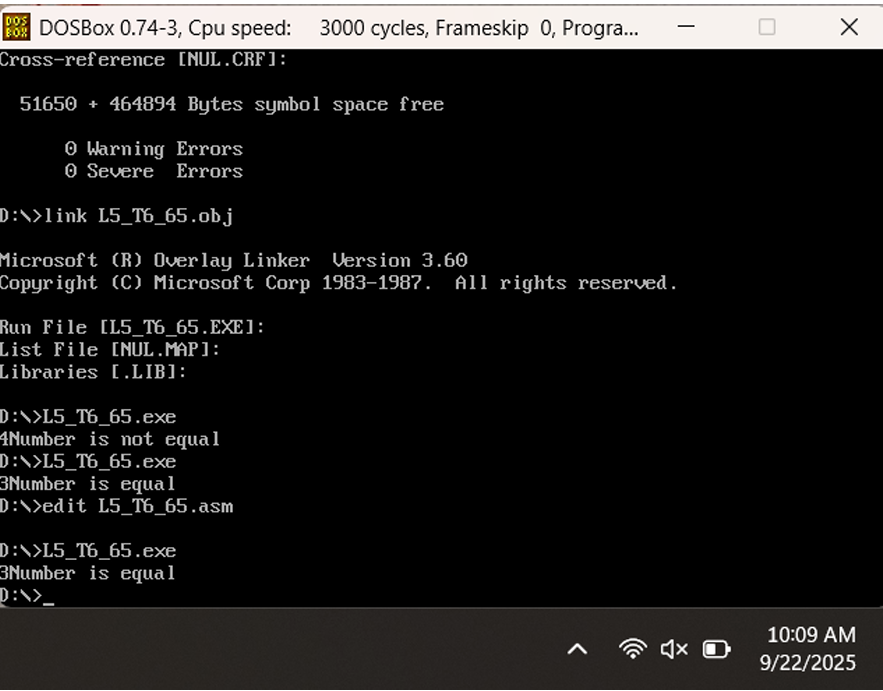 DOS
BOX
DOSBox 0.74-3, Cpu speed: 3000 cycles, Frameskip 0, Progra...
Cross-reference [NUL.CRF]:
51650 + 464894 Bytes symbol space free
0 Warning Errors
0 Severe Errors
D:\>link L5_T6_65.obj
Microsoft (R) Overlay Linker Version 3.60
Copyright (C) Microsoft Corp 1983-1987. All rights reserved.
Run File [L5_T6_65.EXE]:
List File [NUL.MAP]:
Libraries [.LIB]:
D:\>L5_T6_65.exe
4Number is not equal
D:\>L5_T6_65.exe
3Number is equal
D:\>edit L5_T6_65.asm
D:\>L5_T6_65.exe
3Number is equal
D:\>_
10:09 AM
9/22/2025